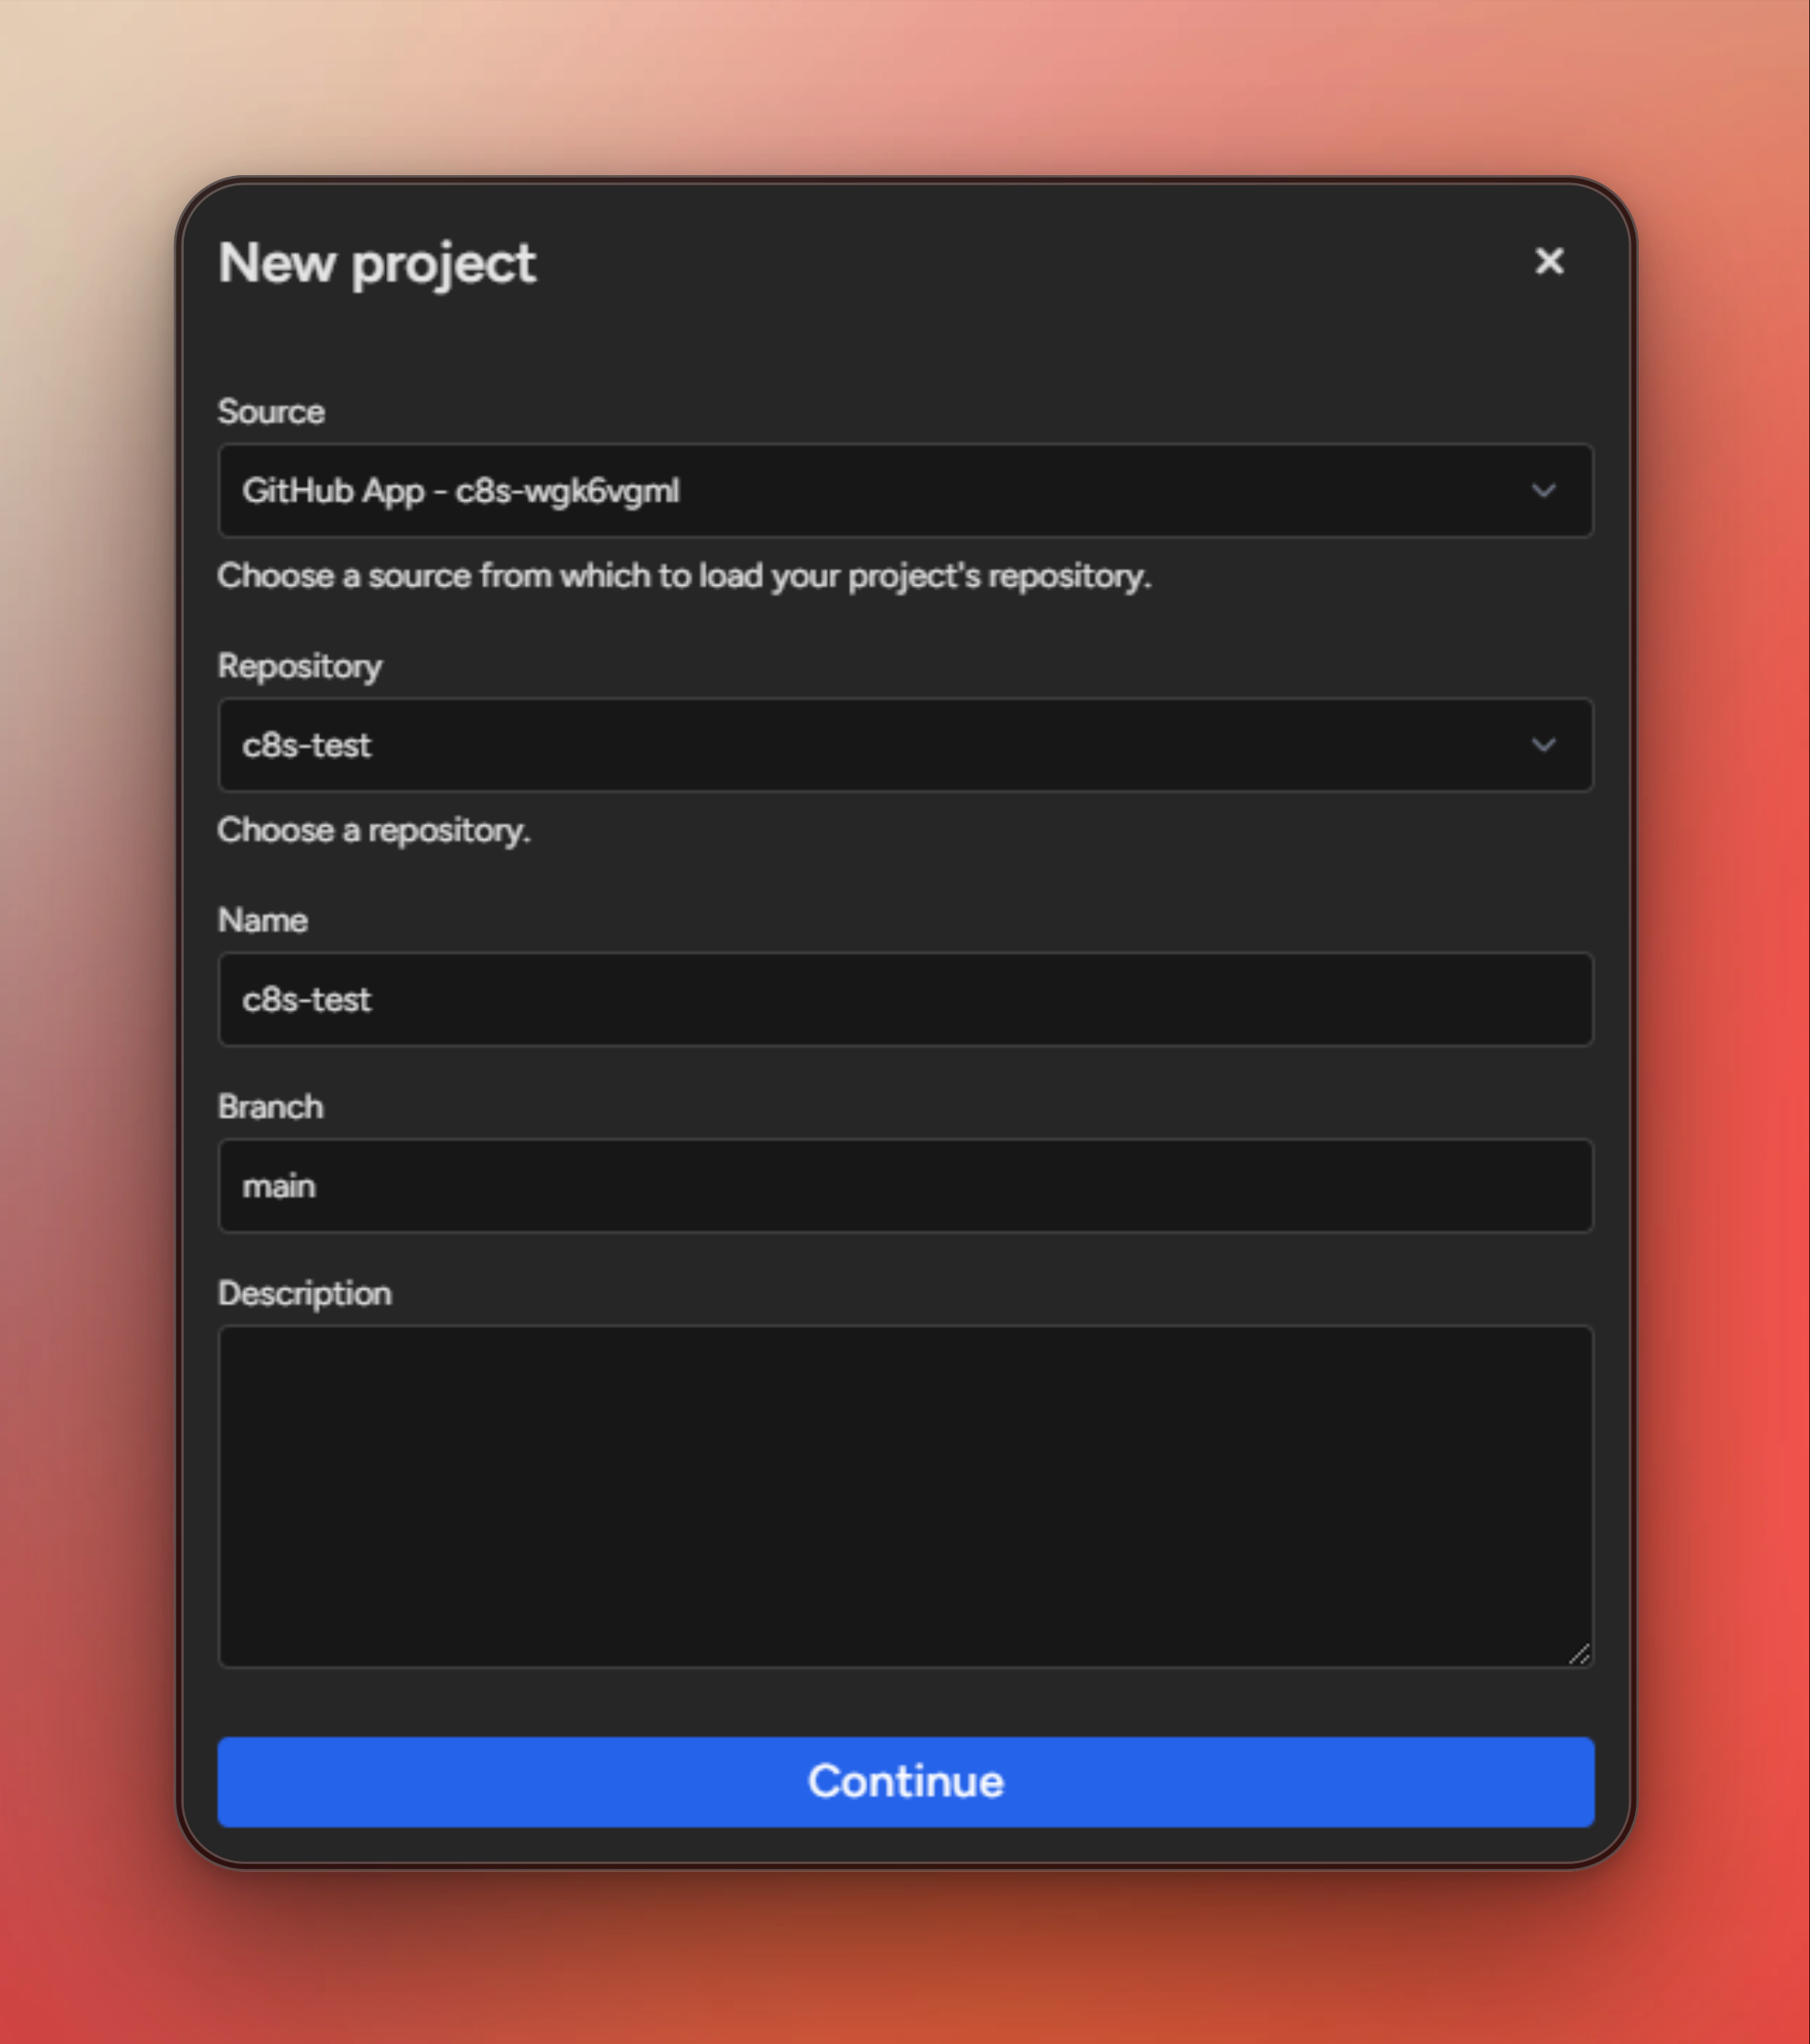 New project
Source
GitHub App - c8s-wgk6vgml
Choose a source from which to load your project's repository.
Repository
c8s-test
Choose a repository.
Name
c8s-test
Branch
main
Description
Continue